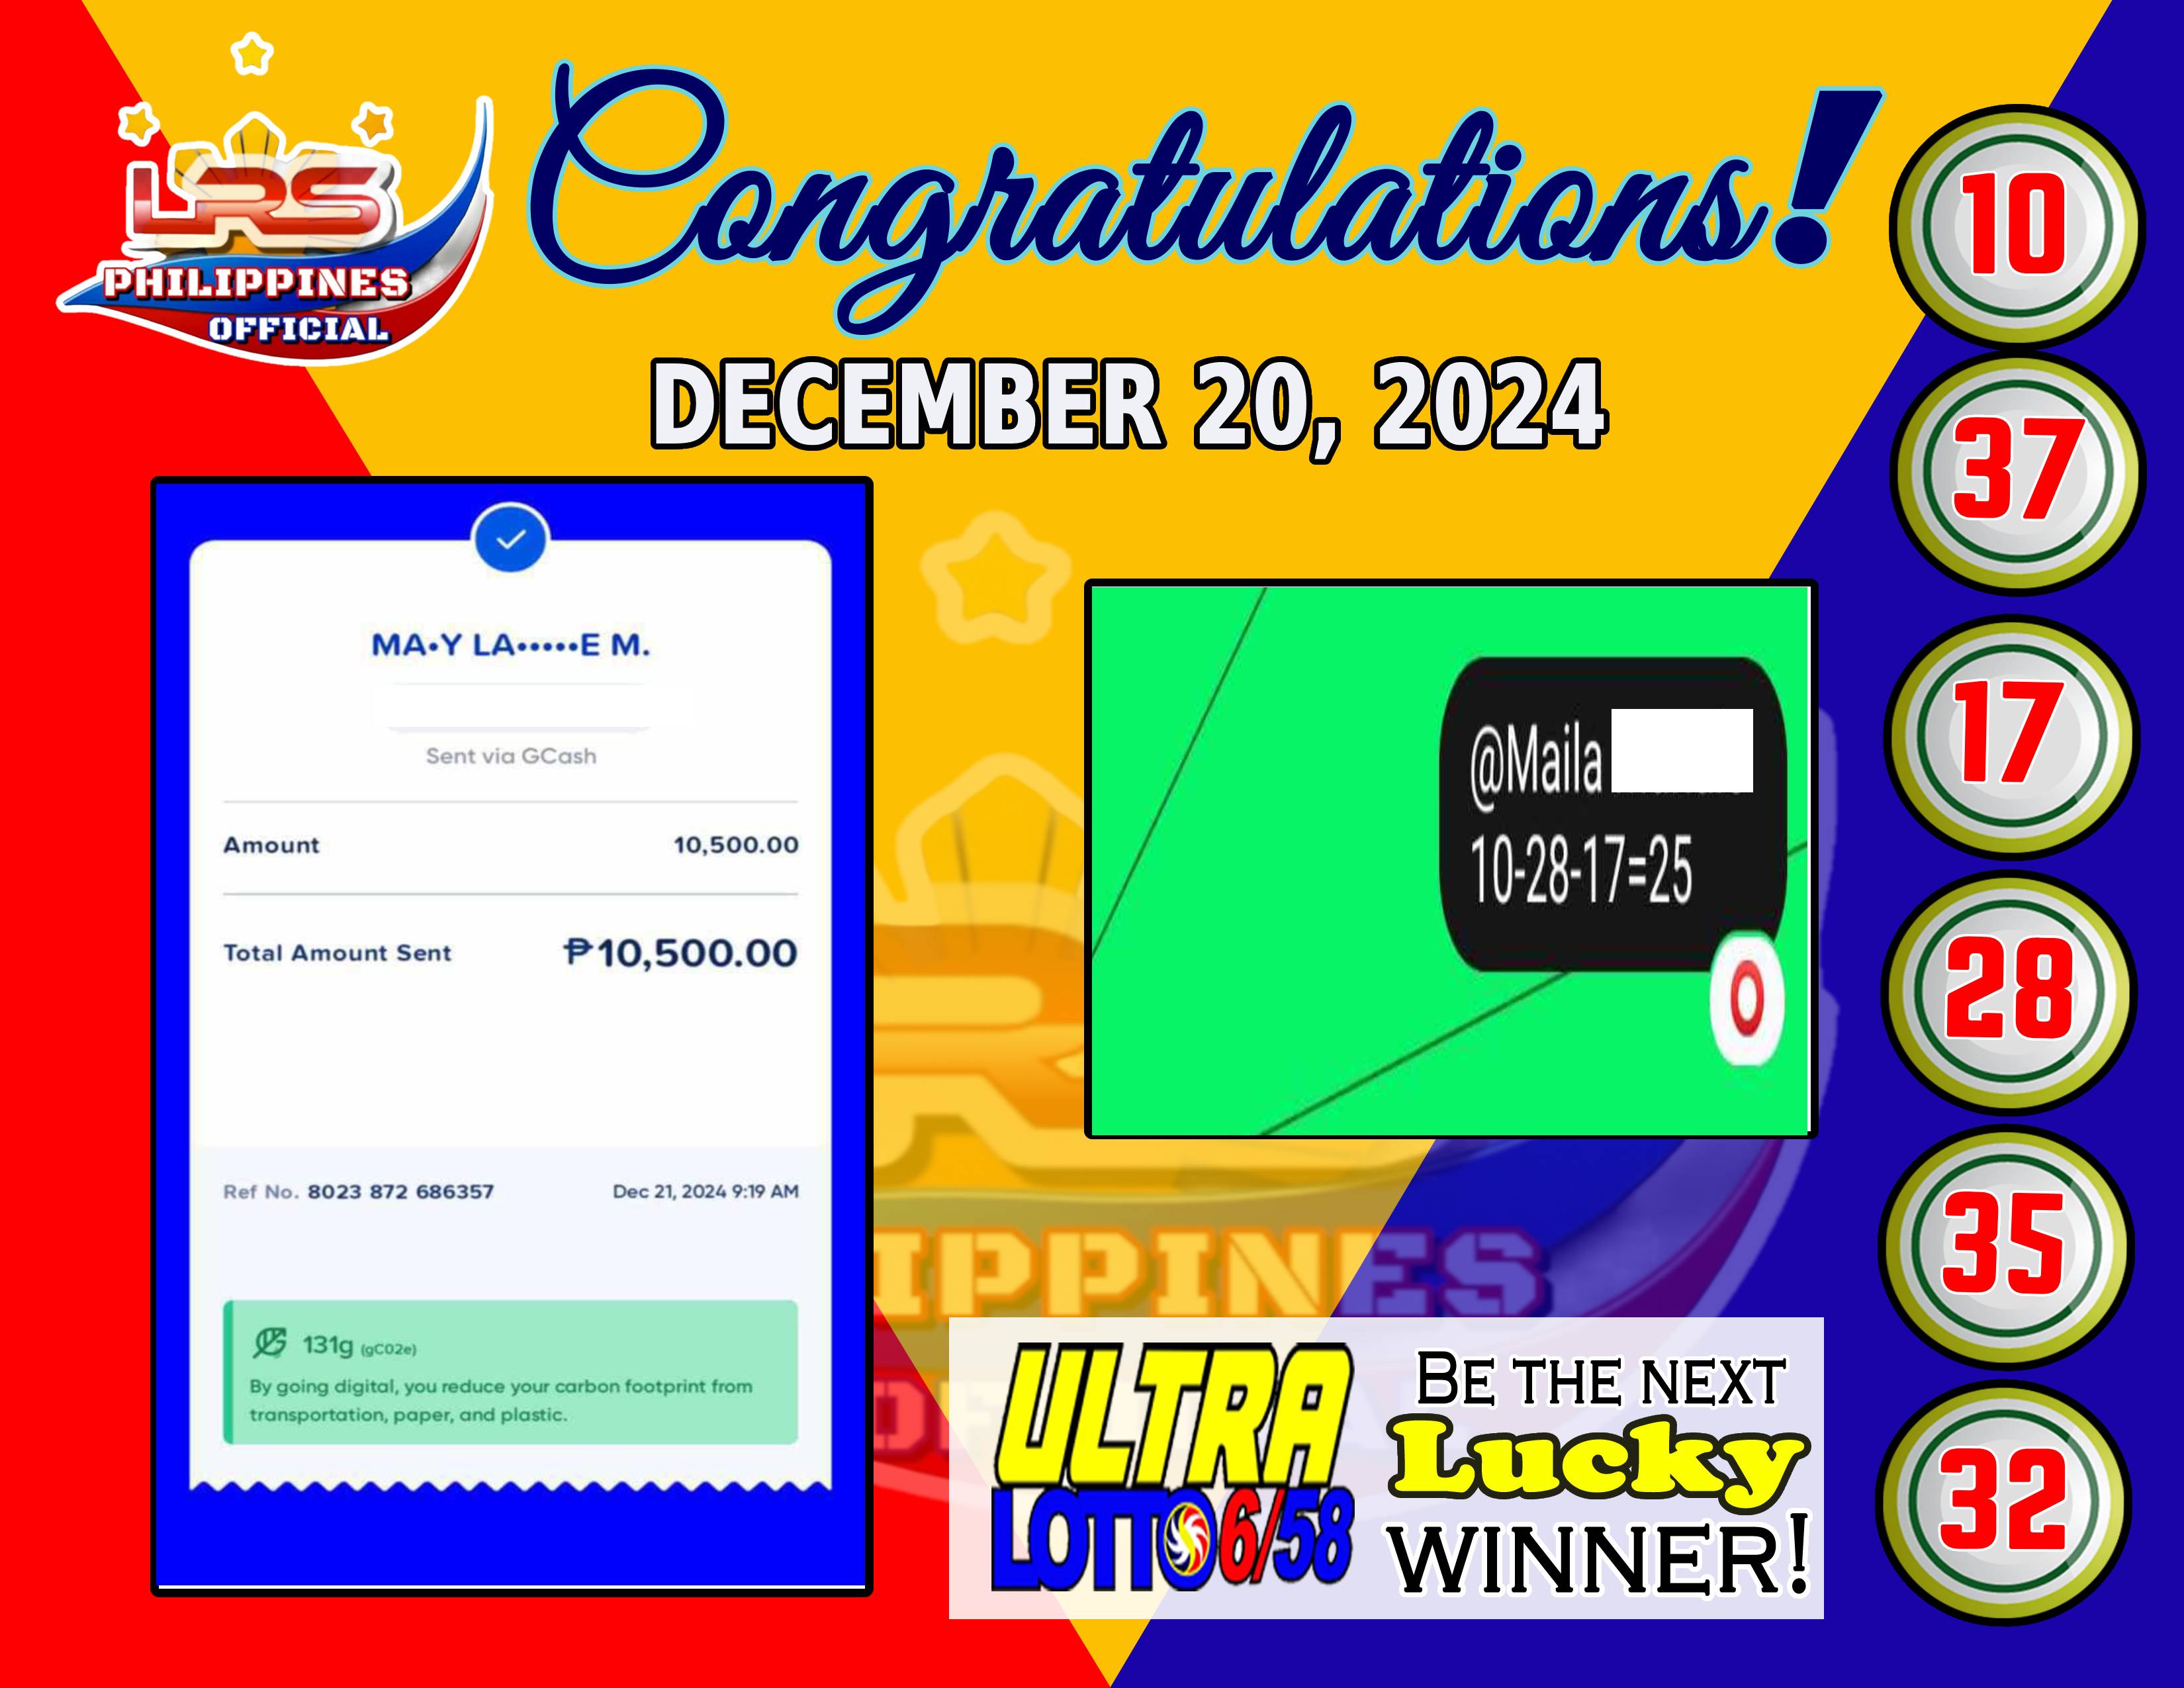 LRS
PHILIPPINES
OFFICIAL
Congratulations!
DECEMBER 20, 2024
MA•Y LA•••••E M.
Sent via GCash
Amount 10,500.00
Total Amount Sent ₱10,500.00
Ref No. 8023 872 686357 Dec 21, 2024 9:19 AM
131g (gC02e)
By going digital, you reduce your carbon footprint from
transportation, paper, and plastic.
@Maila
10-28-17=25
10
37
17
28
35
32
ULTRA
LOTTO 6/58
BE THE NEXT
Lucky
WINNER!